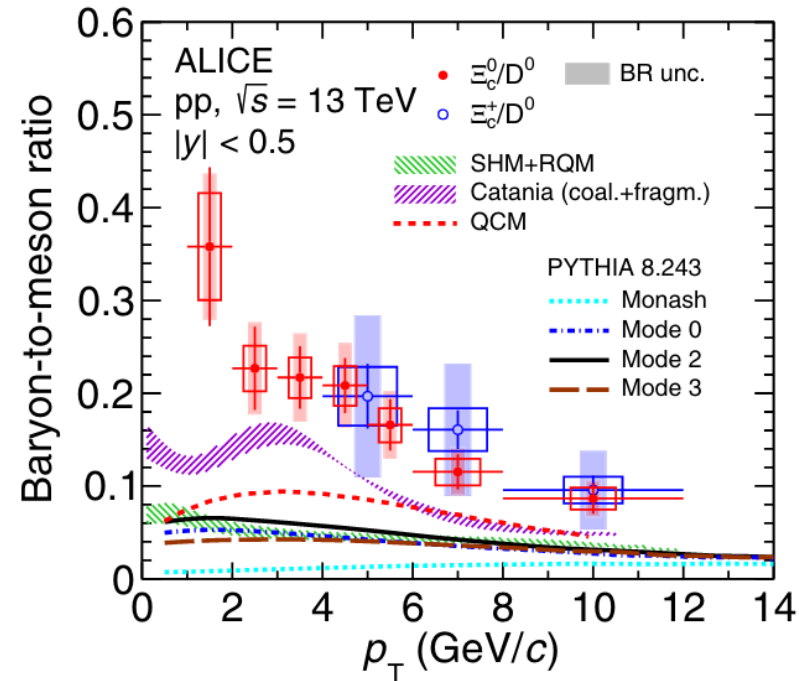 ALICE
pp, √s = 13 TeV
|y| < 0.5
Ξc⁰/D⁰
BR unc.
Ξc⁺/D⁰
SHM+RQM
Catania (coal.+fragm.)
QCM
PYTHIA 8.243
Monash
Mode 0
Mode 2
Mode 3
Baryon-to-meson ratio
0.6
0.5
0.4
0.3
0.2
0.1
0
0 2 4 6 8 10 12 14
pT (GeV/c)